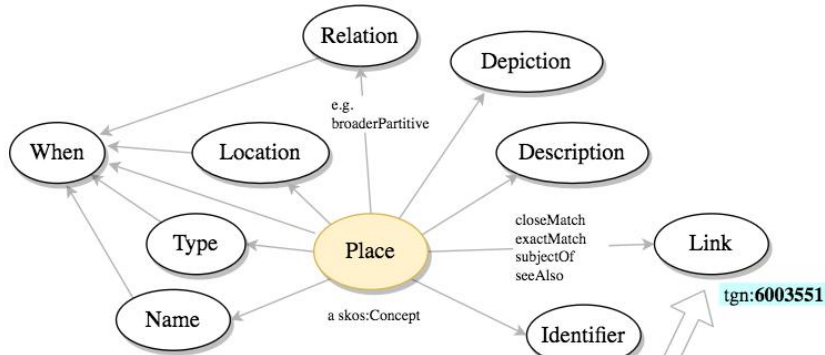 Relation
Depiction
e.g.
broaderPartitive
When
Location
Description
closeMatch
exactMatch
subjectOf
seeAlso
Type
Place
Link
tgn:6003551
Name
a skos:Concept
Identifier